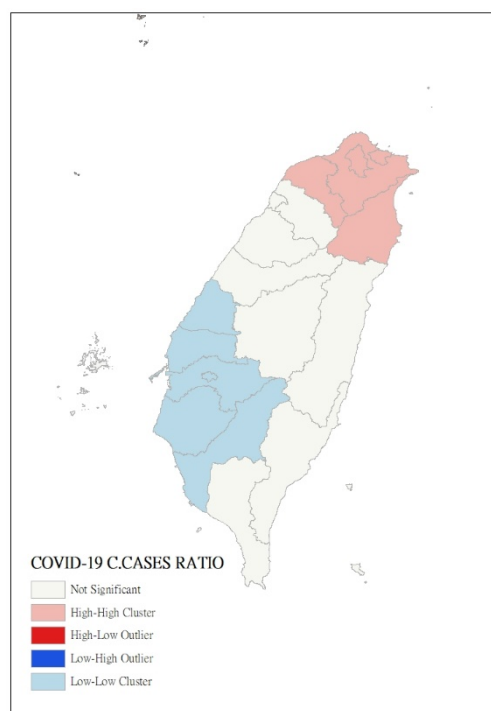 COVID-19 C.CASES RATIO
Not Significant
High-High Cluster
High-Low Outlier
Low-High Outlier
Low-Low Cluster